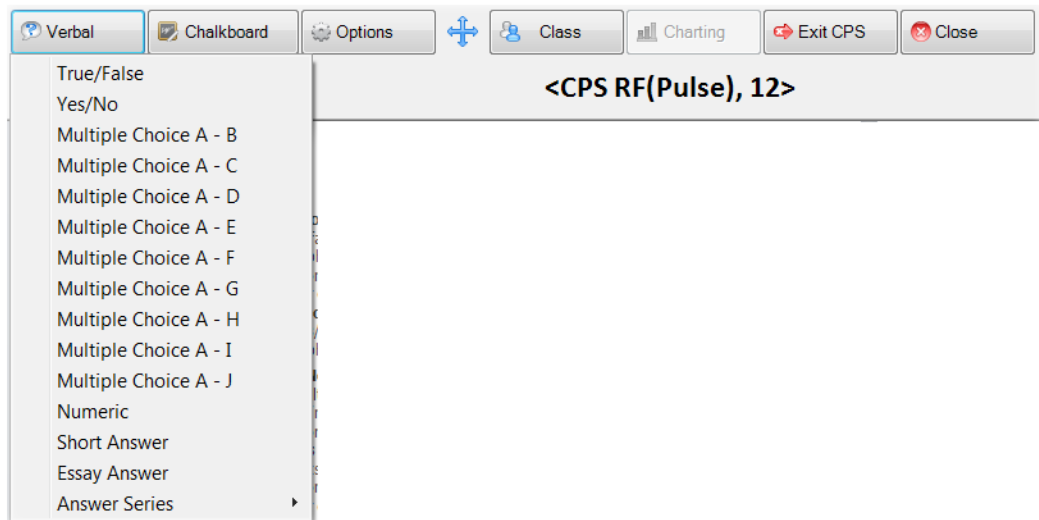 Verbal Chalkboard Options Class Charting Exit CPS Close
<CPS RF(Pulse), 12>
True/False
Yes/No
Multiple Choice A - B
Multiple Choice A - C
Multiple Choice A - D
Multiple Choice A - E
Multiple Choice A - F
Multiple Choice A - G
Multiple Choice A - H
Multiple Choice A - I
Multiple Choice A - J
Numeric
Short Answer
Essay Answer
Answer Series